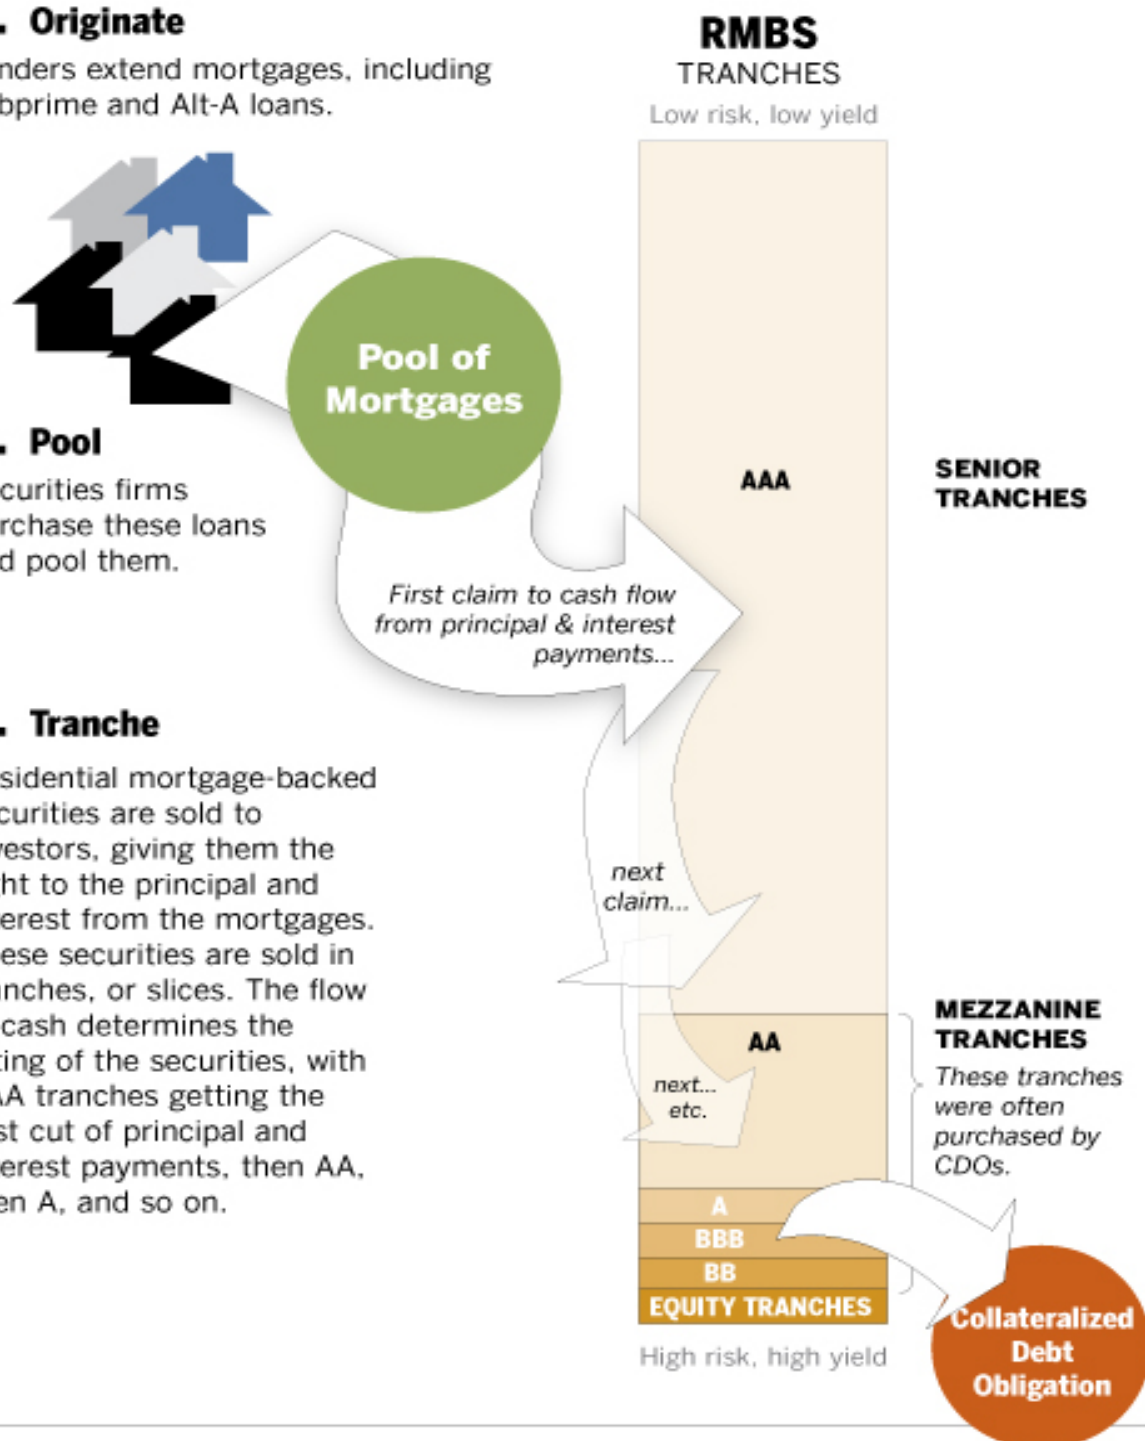 . Originate
nders extend mortgages, including
bprime and Alt-A loans.
RMBS
TRANCHES
Low risk, low yield
Pool of
Mortgages
. Pool
curities firms
rchase these loans
d pool them.
AAA
SENIOR
TRANCHES
First claim to cash flow
from principal & interest
payments...
. Tranche
sidential mortgage-backed
curities are sold to
vestors, giving them the
ght to the principal and
erest from the mortgages.
ese securities are sold in
nches, or slices. The flow
cash determines the
ting of the securities, with
AA tranches getting the
st cut of principal and
erest payments, then AA,
en A, and so on.
next
claim...
AA
next...
etc.
MEZZANINE
TRANCHES
These tranches
were often
purchased by
CDOs.
A
BBB
BB
EQUITY TRANCHES
High risk, high yield
Collateralized
Debt
Obligation